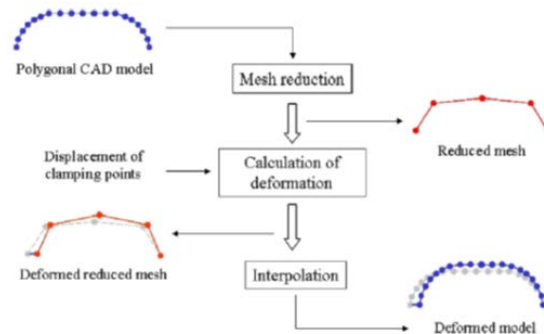 Polygonal CAD model
Mesh reduction
Reduced mesh
Displacement of
clamping points
Calculation of
deformation
Deformed reduced mesh
Interpolation
Deformed model